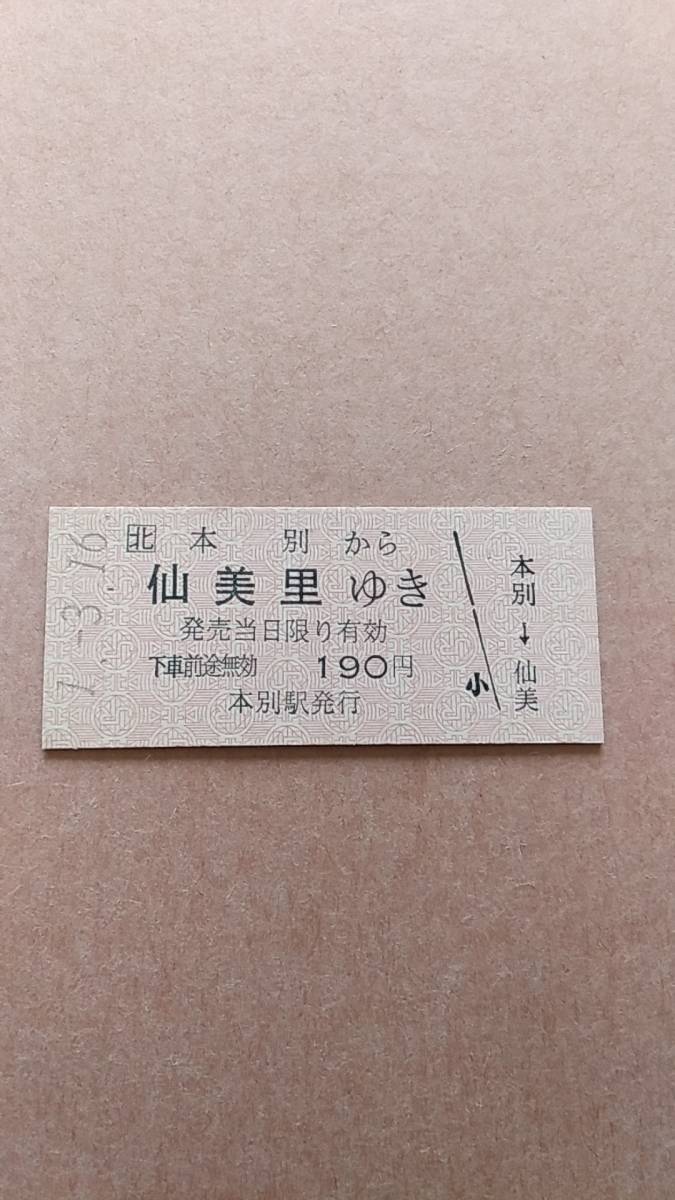 7.-3.16
北 本別から
仙美里ゆき
発売当日限り有効
下車前途無効 190円
本別駅発行
小
本別→仙美